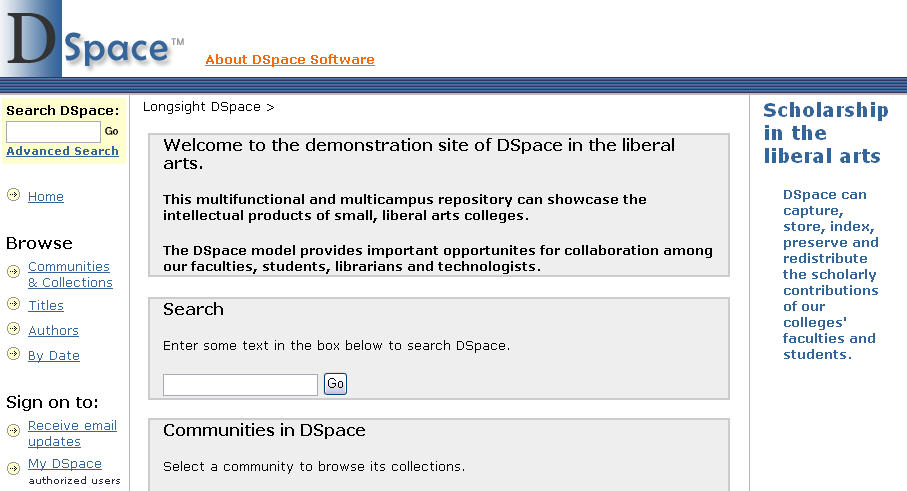 DSpace™
About DSpace Software
Search DSpace:
Go
Advanced Search
Home
Browse
Communities
& Collections
Titles
Authors
By Date
Sign on to:
Receive email
updates
My DSpace
authorized users
Longsight DSpace >
Welcome to the demonstration site of DSpace in the liberal
arts.
This multifunctional and multicampus repository can showcase the
intellectual products of small, liberal arts colleges.
The DSpace model provides important opportunites for collaboration among
our faculties, students, librarians and technologists.
Search
Enter some text in the box below to search DSpace.
Go
Communities in DSpace
Select a community to browse its collections.
Scholarship
in the
liberal arts
DSpace can
capture,
store, index,
preserve and
redistribute
the scholarly
contributions
of our
colleges'
faculties and
students.